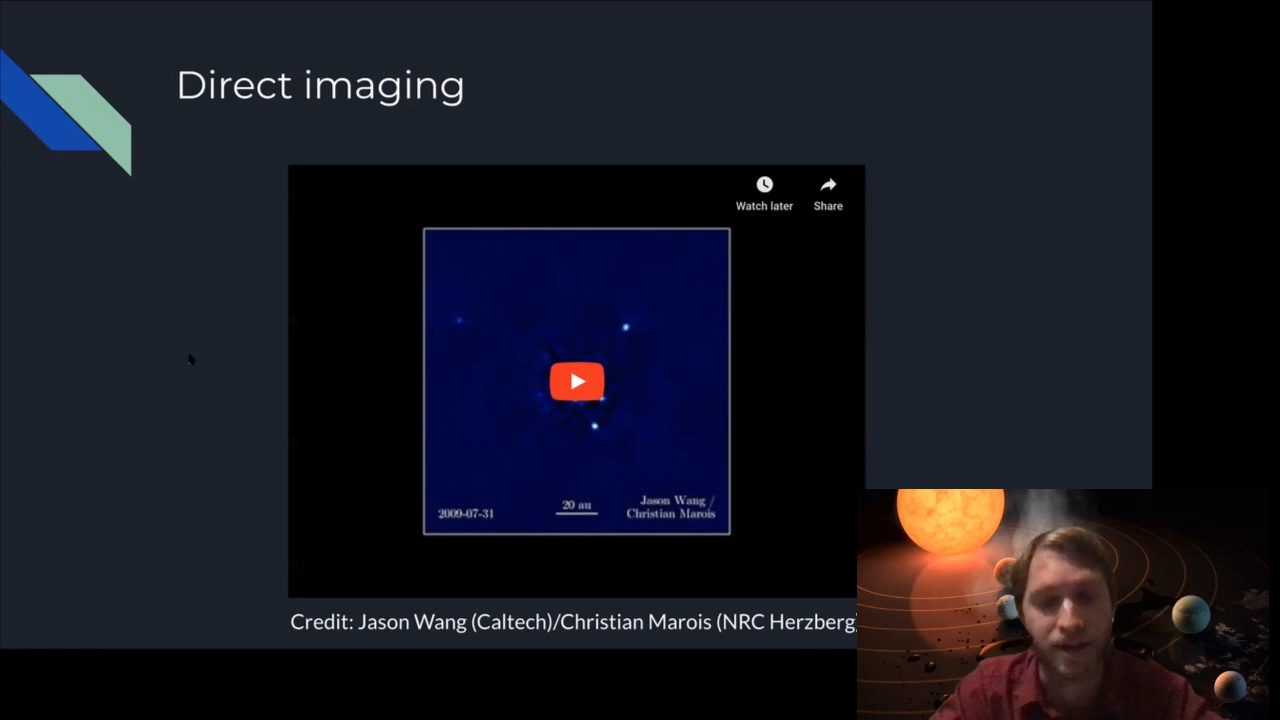 Direct imaging
Watch later
Share
20 au
Jason Wang /
2009-07-31
Christian Marois
Credit: Jason Wang (Caltech)/Christian Marois (NRC Herzberg)